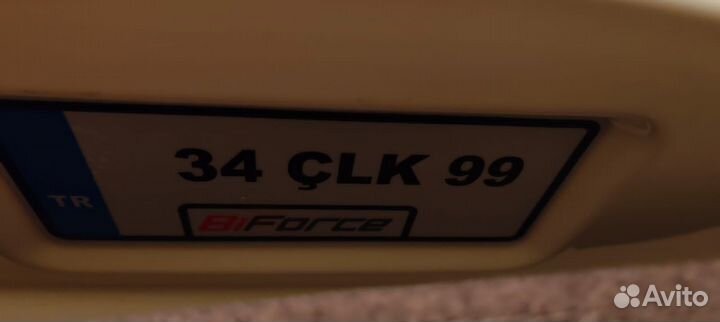 34 ÇLK 99
TR
BiForce
Avito